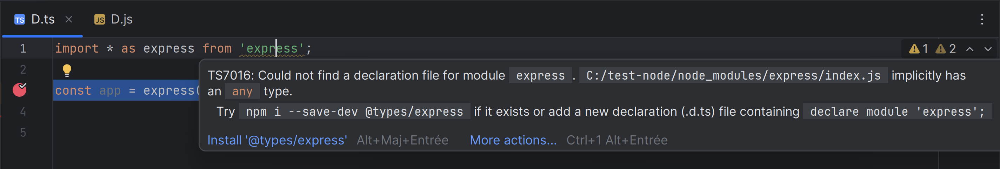 TS D.ts × JS D.js
1 import * as express from 'express'; 1 2
2
const app = express(
4
5
TS7016: Could not find a declaration file for module express. C:/test-node/node_modules/express/index.js implicitly has
an any type.
Try npm i --save-dev @types/express if it exists or add a new declaration (.d.ts) file containing declare module 'express';
Install '@types/express' Alt+Maj+Entrée More actions... Ctrl+1 Alt+Entrée